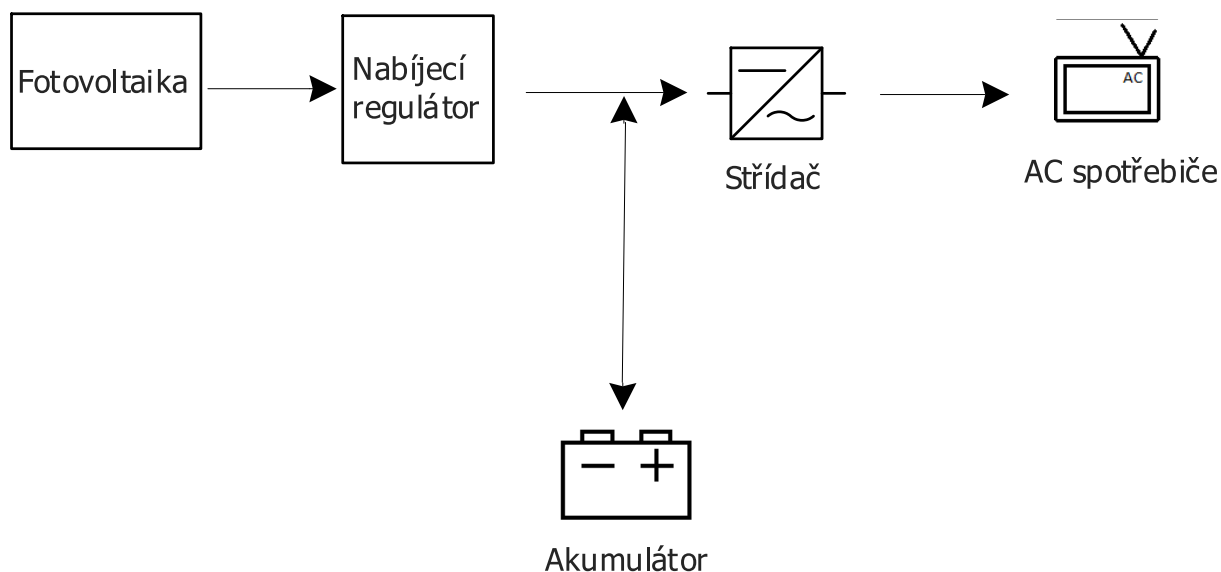 Fotovoltaika
Nabíjecí
regulátor
AC
Střídač
AC spotřebiče
Akumulátor